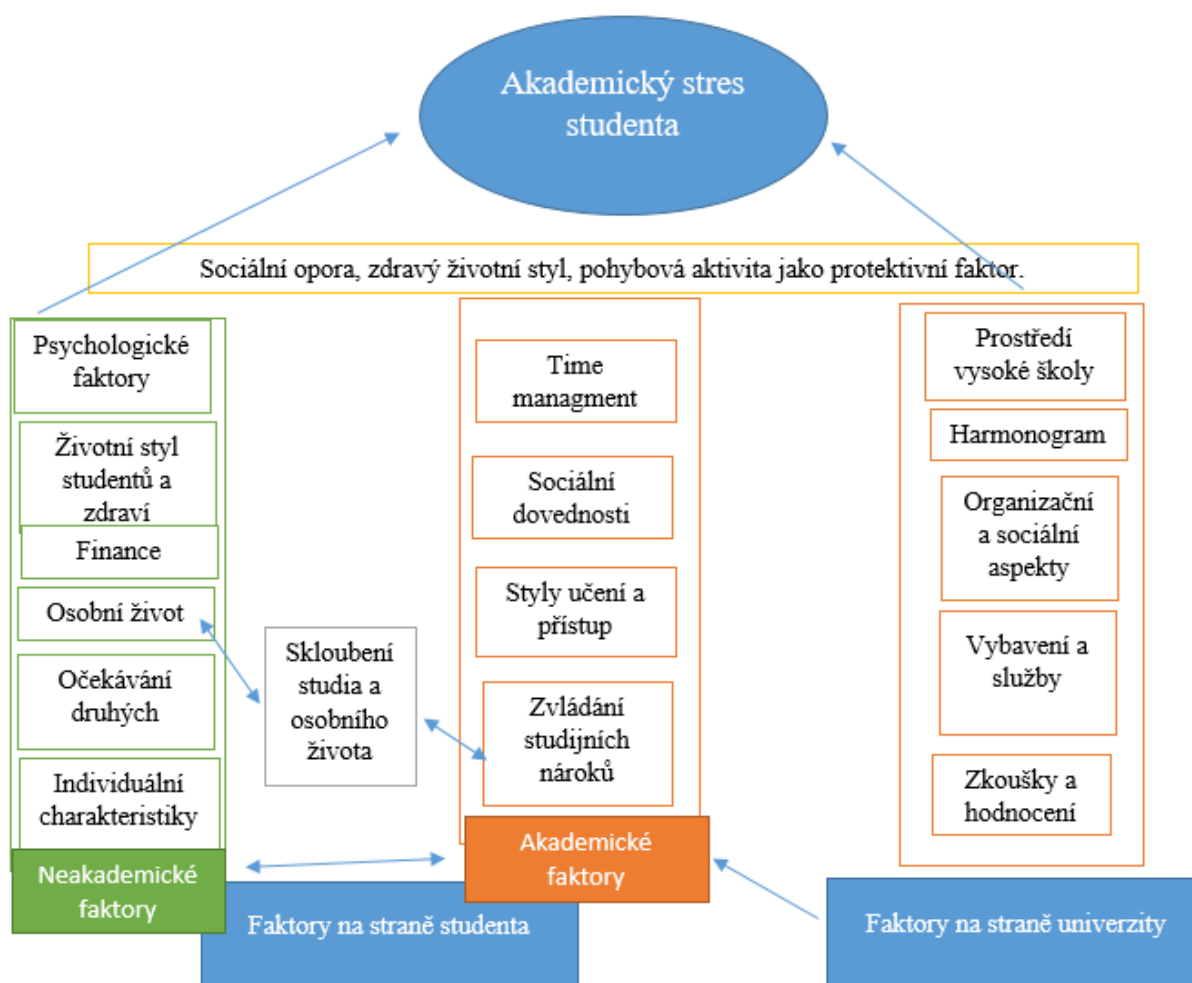 Akademický stres
studenta
Sociální opora, zdravý životní styl, pohybová aktivita jako protektivní faktor.
Psychologické
faktory
Životní styl
studentů a
zdraví
Finance
Osobní život
Očekávání
druhých
Individuální
charakteristiky
Neakademické
faktory
Skloubení
studia a
osobního
života
Time
managment
Sociální
dovednosti
Styly učení a
přístup
Zvládání
studijních
nároků
Akademické
faktory
Faktory na straně studenta
Prostředí
vysoké školy
Harmonogram
Organizační
a sociální
aspekty
Vybavení a
služby
Zkoušky a
hodnocení
Faktory na straně univerzity